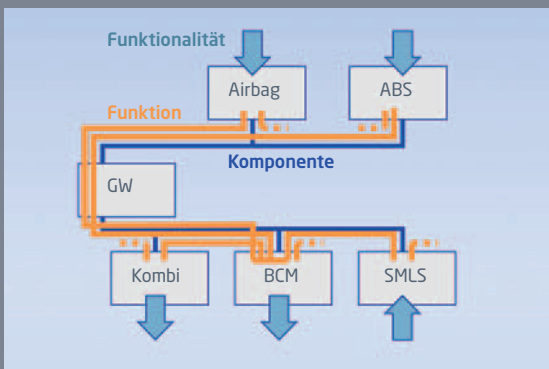 Funktionalität
Airbag
ABS
Funktion
Komponente
GW
Kombi
BCM
SMLS